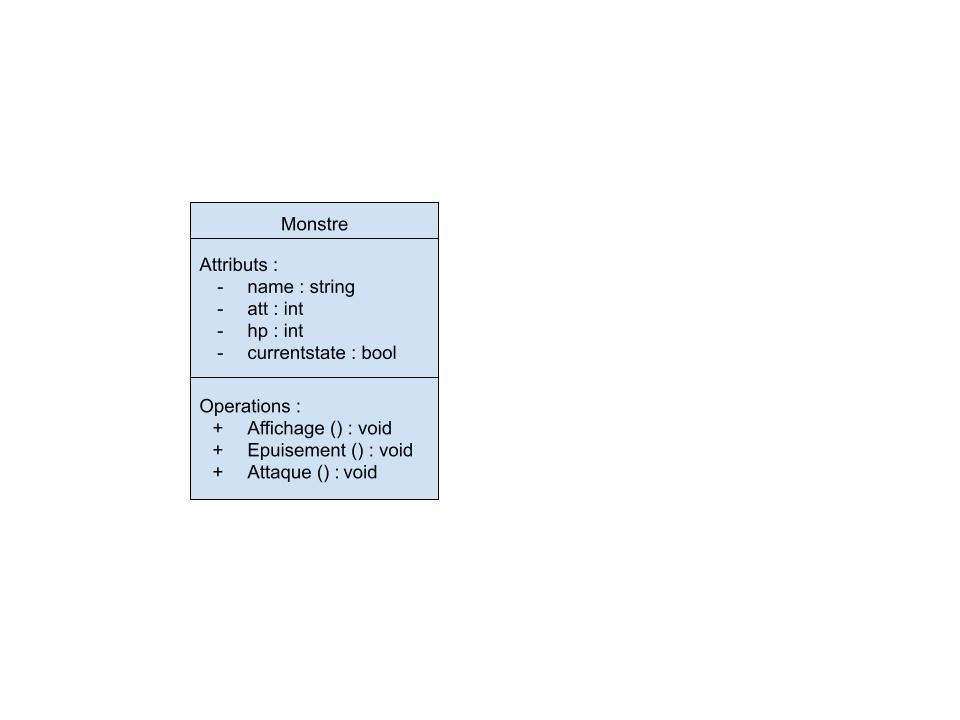 Monstre
Attributs :
- name : string
- att : int
- hp : int
- currentstate : bool
Operations :
+ Affichage () : void
+ Epuisement () : void
+ Attaque () : void